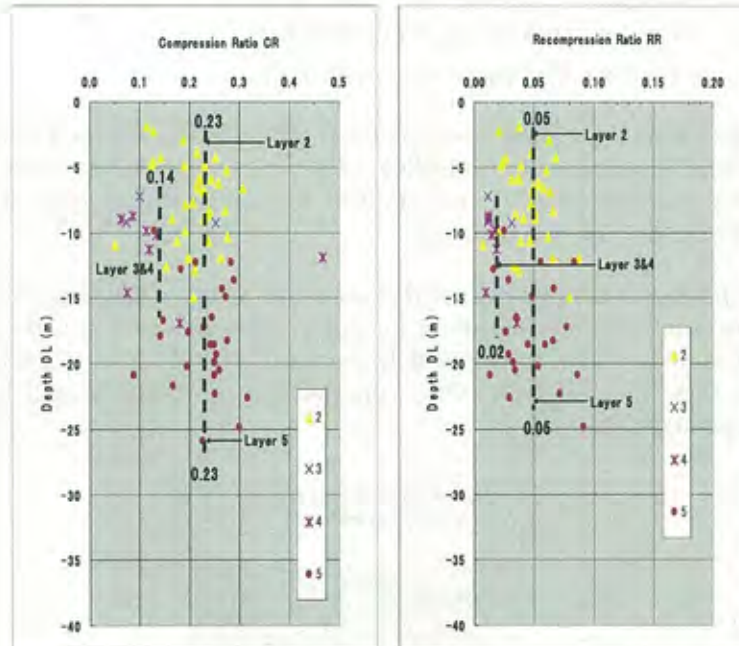 Compression Ratio CR
0.0 0.1 0.2 0.3 0.4 0.5
0
-5
-10
-15
-20
-25
-30
-35
-40
Depth DL (m)
0.23
Layer 2
0.14
Layer 3&4
Layer 5
0.23
2
3
4
5
Recompression Ratio RR
0.00 0.05 0.10 0.15 0.20
0
-5
-10
-15
-20
-25
-30
-35
-40
Depth DL (m)
0.05
Layer 2
Layer 3&4
0.02
Layer 5
0.05
2
3
4
5